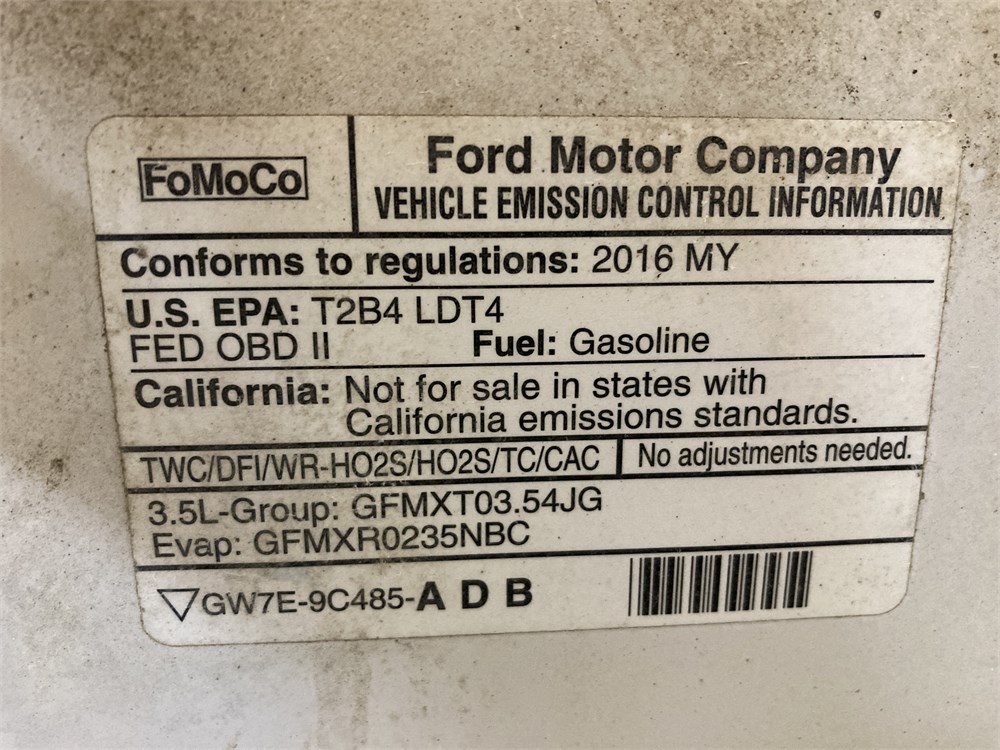 FoMoCo
Ford Motor Company
VEHICLE EMISSION CONTROL INFORMATION
Conforms to regulations: 2016 MY
U.S. EPA: T2B4 LDT4
FED OBD II Fuel: Gasoline
California: Not for sale in states with
California emissions standards.
TWC/DFI/WR-HO2S/HO2S/TC/CAC No adjustments needed.
3.5L-Group: GFMXT03.54JG
Evap: GFMXR0235NBC
GW7E-9C485-A D B